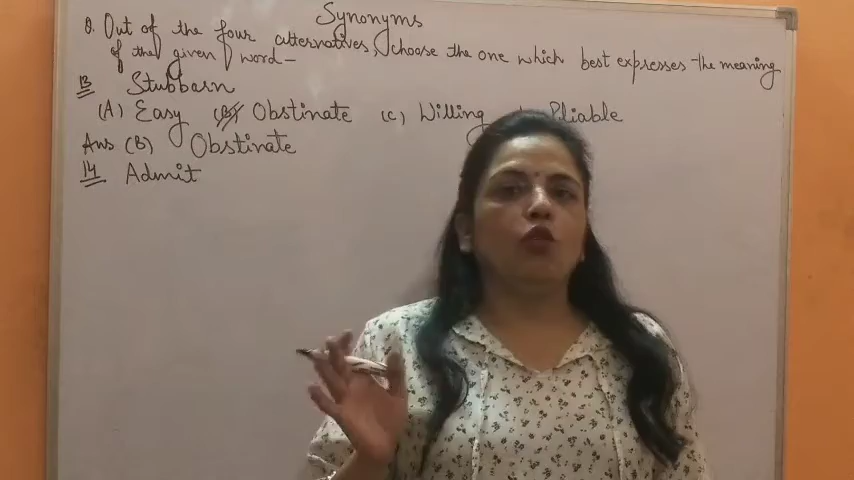 Synonyms
Q. Out of the four alternatives, choose the one which best expresses the meaning
of the given word–
13 Stubborn
(A) Easy (B) Obstinate (C) Willing Pliable
Ans (B) Obstinate
14 Admit